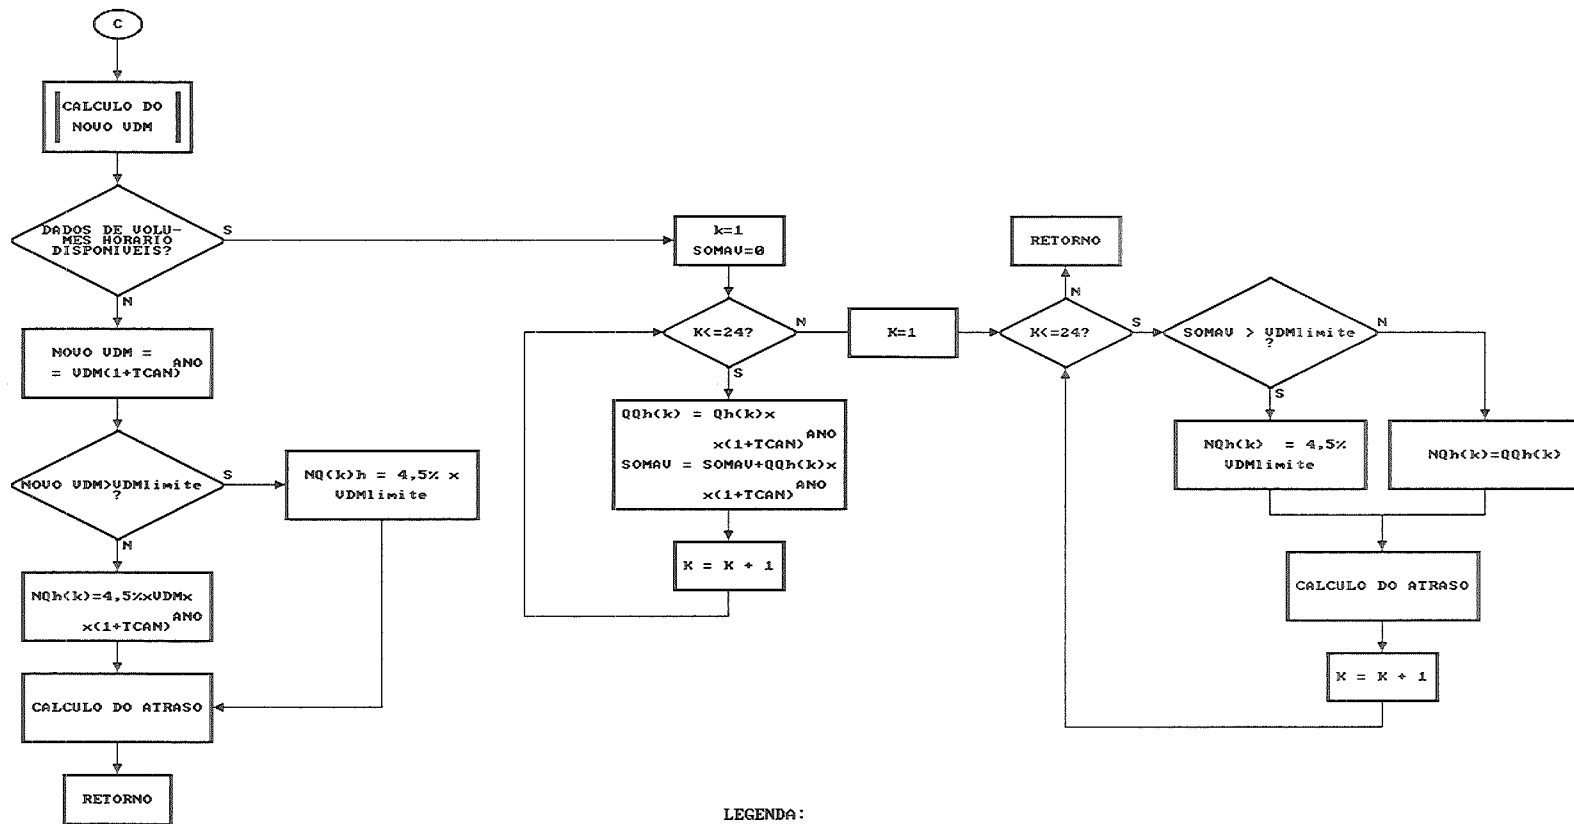 C
CALCULO DO
NOVO VDM
DADOS DE VOLU-
MES HORARIO
DISPONIVEIS?
S
N
NOVO VDM =
= VDM(1+TCAN)ANO
NOVO VDM>VDMlimite
?
S
N
NQ(k)h = 4,5% x
VDMlimite
NQh(k)=4,5%xVDMx
x(1+TCAN)ANO
CALCULO DO ATRASO
RETORNO
k=1
SOMAV=0
K<=24?
N
S
QQh(k) = Qh(k)x
x(1+TCAN)ANO
SOMAV = SOMAV+QQh(k)x
x(1+TCAN)ANO
K = K + 1
K=1
RETORNO
N
K<=24?
S
SOMAV > VDMlimite
?
N
S
NQh(k) = 4,5%
VDMlimite
NQh(k)=QQh(k)
CALCULO DO ATRASO
K = K + 1
LEGENDA: